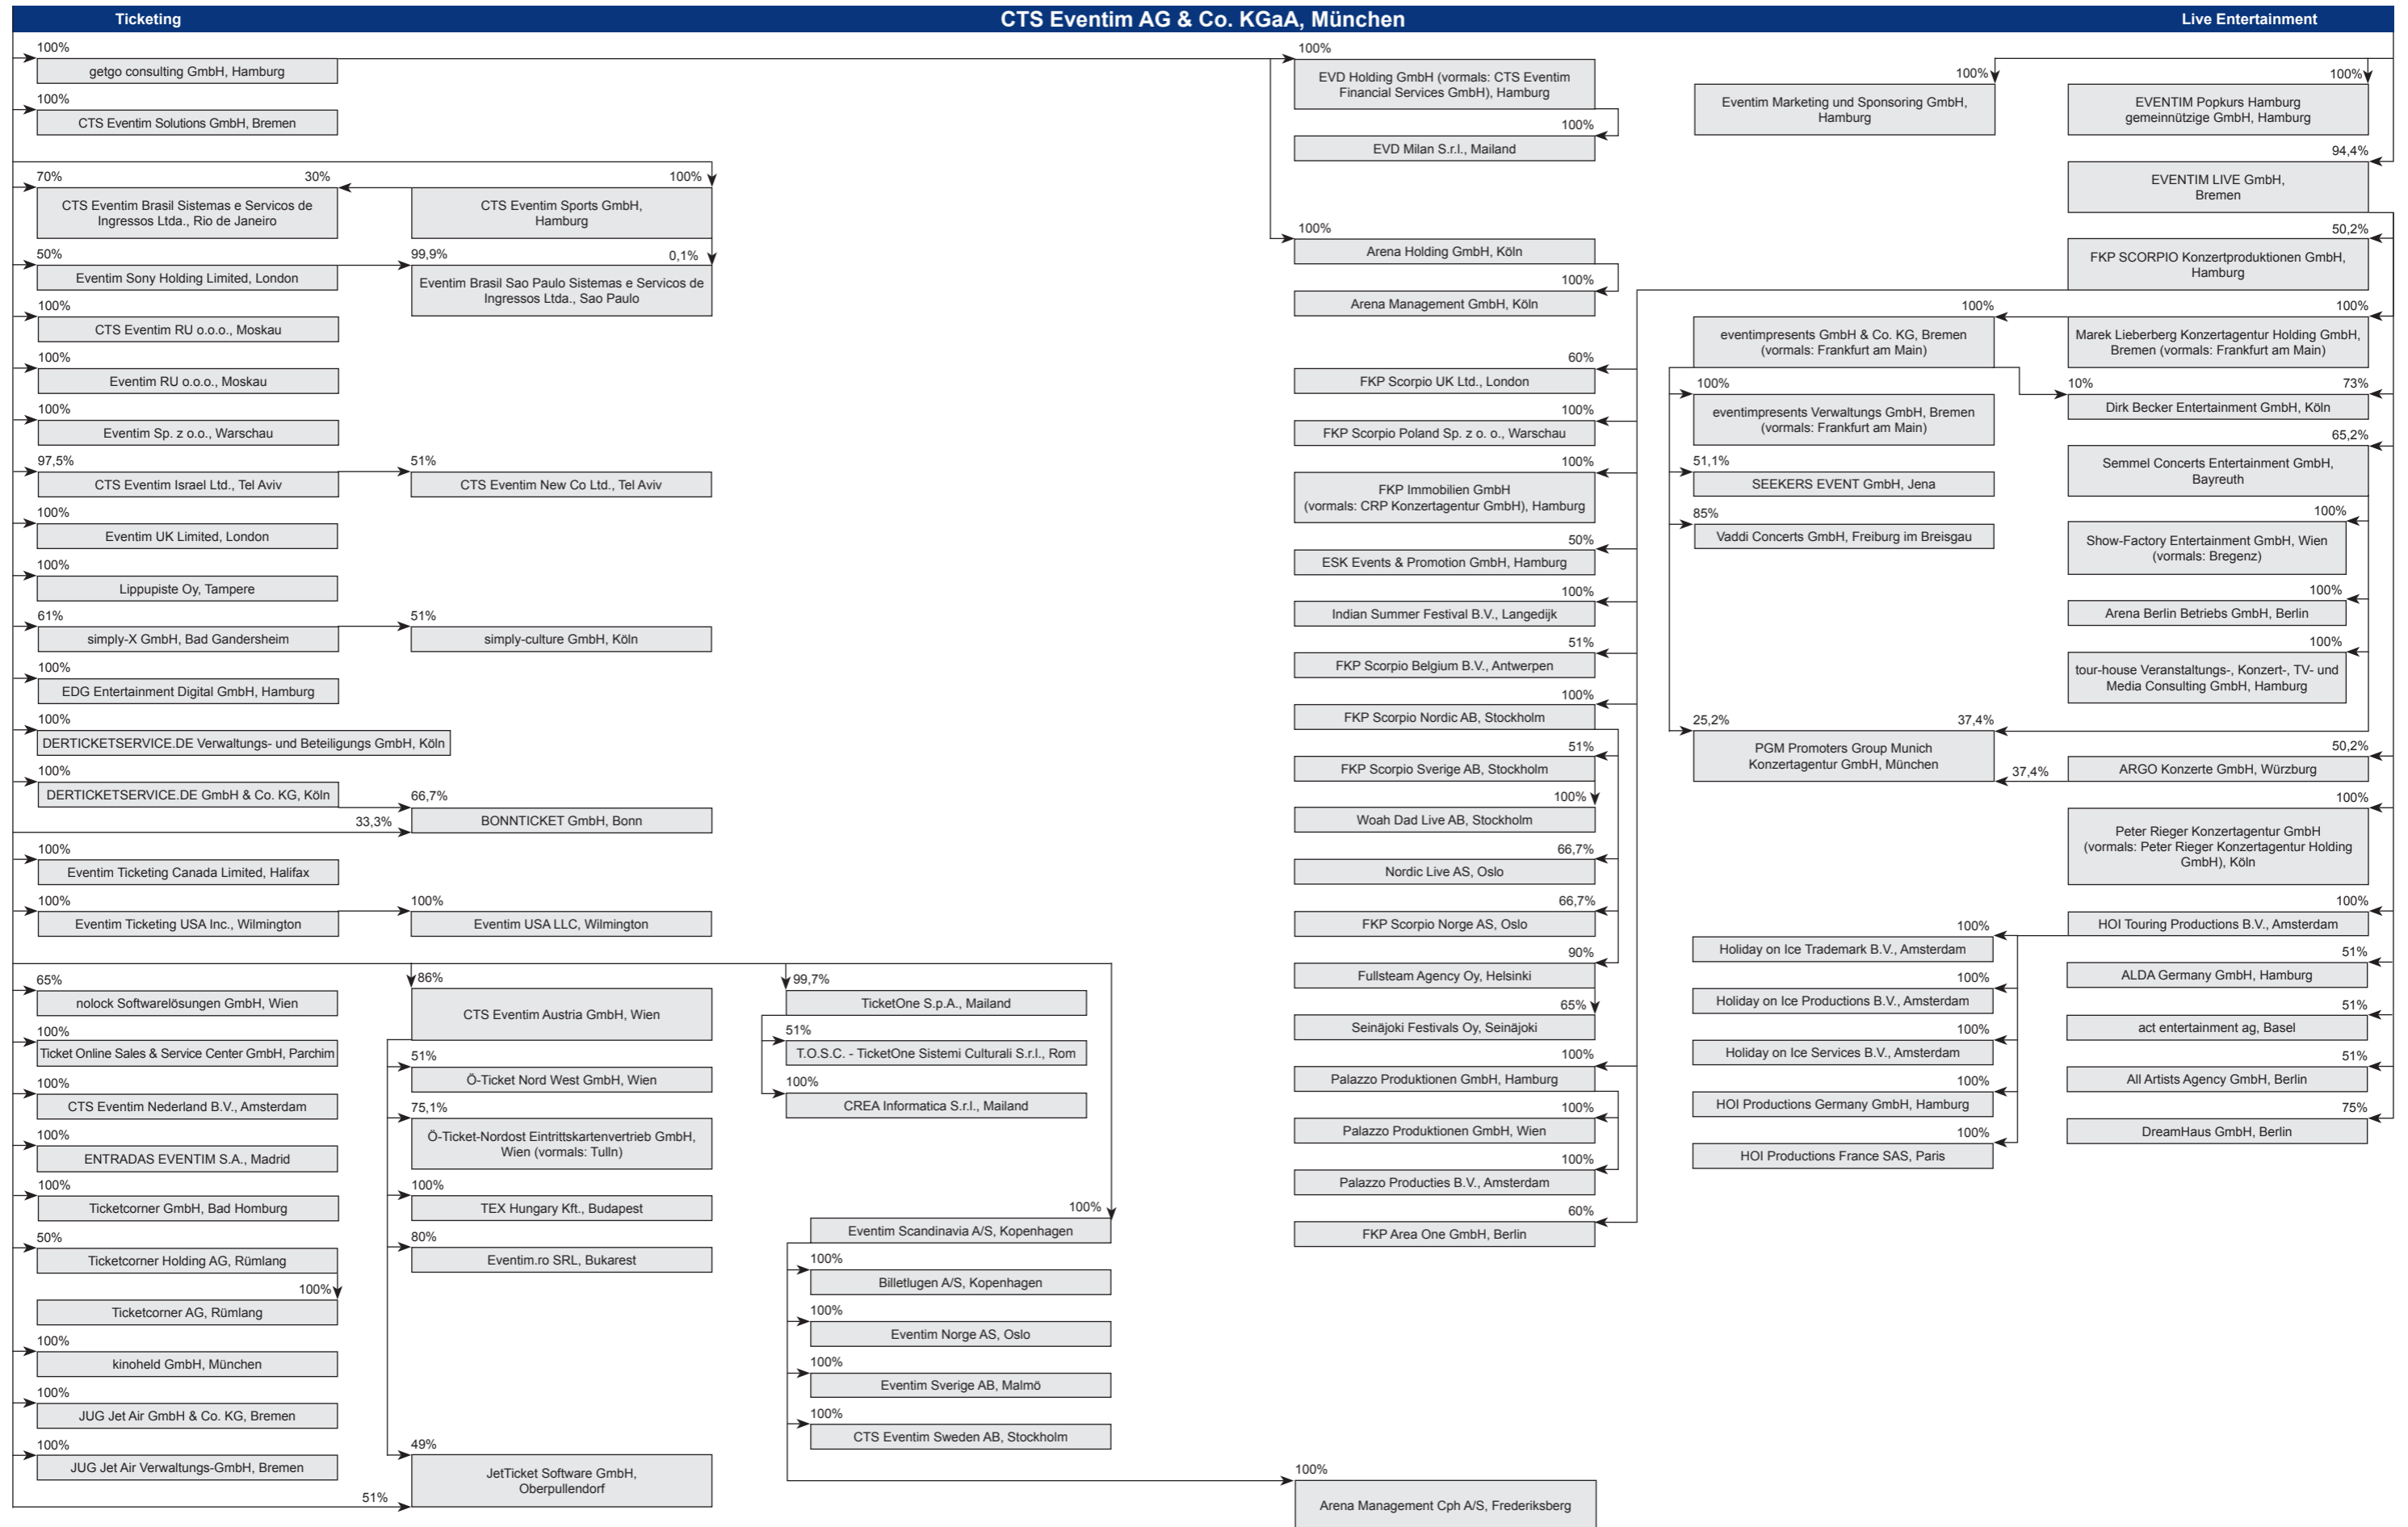 Ticketing
CTS Eventim AG & Co. KGaA, München
Live Entertainment
100%
getgo consulting GmbH, Hamburg
100%
CTS Eventim Solutions GmbH, Bremen
70%
30%
CTS Eventim Brasil Sistemas e Servicos de
Ingressos Ltda., Rio de Janeiro
100%
CTS Eventim Sports GmbH,
Hamburg
50%
Eventim Sony Holding Limited, London
99,9%
0,1%
Eventim Brasil Sao Paulo Sistemas e Servicos de
Ingressos Ltda., Sao Paulo
100%
CTS Eventim RU o.o.o., Moskau
100%
Eventim RU o.o.o., Moskau
100%
Eventim Sp. z o.o., Warschau
97,5%
CTS Eventim Israel Ltd., Tel Aviv
51%
CTS Eventim New Co Ltd., Tel Aviv
100%
Eventim UK Limited, London
100%
Lippupiste Oy, Tampere
61%
simply-X GmbH, Bad Gandersheim
51%
simply-culture GmbH, Köln
100%
EDG Entertainment Digital GmbH, Hamburg
100%
DERTICKETSERVICE.DE Verwaltungs- und Beteiligungs GmbH, Köln
100%
DERTICKETSERVICE.DE GmbH & Co. KG, Köln
66,7%
33,3%
BONNTICKET GmbH, Bonn
100%
Eventim Ticketing Canada Limited, Halifax
100%
Eventim Ticketing USA Inc., Wilmington
100%
Eventim USA LLC, Wilmington
65%
nolock Softwarelösungen GmbH, Wien
100%
Ticket Online Sales & Service Center GmbH, Parchim
100%
CTS Eventim Nederland B.V., Amsterdam
100%
ENTRADAS EVENTIM S.A., Madrid
100%
Ticketcorner GmbH, Bad Homburg
50%
Ticketcorner Holding AG, Rümlang
100%
Ticketcorner AG, Rümlang
100%
kinoheld GmbH, München
100%
JUG Jet Air GmbH & Co. KG, Bremen
100%
JUG Jet Air Verwaltungs-GmbH, Bremen
86%
CTS Eventim Austria GmbH, Wien
51%
Ö-Ticket Nord West GmbH, Wien
75,1%
Ö-Ticket-Nordost Eintrittskartenvertrieb GmbH,
Wien (vormals: Tulln)
100%
TEX Hungary Kft., Budapest
80%
Eventim.ro SRL, Bukarest
49%
JetTicket Software GmbH,
Oberpullendorf
51%
99,7%
TicketOne S.p.A., Mailand
51%
T.O.S.C. - TicketOne Sistemi Culturali S.r.l., Rom
100%
CREA Informatica S.r.l., Mailand
100%
Eventim Scandinavia A/S, Kopenhagen
100%
Billetlugen A/S, Kopenhagen
100%
Eventim Norge AS, Oslo
100%
Eventim Sverige AB, Malmö
100%
CTS Eventim Sweden AB, Stockholm
100%
Arena Management Cph A/S, Frederiksberg
100%
EVD Holding GmbH (vormals: CTS Eventim
Financial Services GmbH), Hamburg
100%
EVD Milan S.r.l., Mailand
100%
Arena Holding GmbH, Köln
100%
Arena Management GmbH, Köln
60%
FKP Scorpio UK Ltd., London
100%
FKP Scorpio Poland Sp. z o. o., Warschau
100%
FKP Immobilien GmbH
(vormals: CRP Konzertagentur GmbH), Hamburg
50%
ESK Events & Promotion GmbH, Hamburg
100%
Indian Summer Festival B.V., Langedijk
51%
FKP Scorpio Belgium B.V., Antwerpen
100%
FKP Scorpio Nordic AB, Stockholm
51%
FKP Scorpio Sverige AB, Stockholm
100%
Woah Dad Live AB, Stockholm
66,7%
Nordic Live AS, Oslo
66,7%
FKP Scorpio Norge AS, Oslo
90%
Fullsteam Agency Oy, Helsinki
65%
Seinäjoki Festivals Oy, Seinäjoki
100%
Palazzo Produktionen GmbH, Hamburg
100%
Palazzo Produktionen GmbH, Wien
100%
Palazzo Producties B.V., Amsterdam
60%
FKP Area One GmbH, Berlin
100%
Eventim Marketing und Sponsoring GmbH,
Hamburg
100%
eventimpresents GmbH & Co. KG, Bremen
(vormals: Frankfurt am Main)
100%
eventimpresents Verwaltungs GmbH, Bremen
(vormals: Frankfurt am Main)
51,1%
SEEKERS EVENT GmbH, Jena
85%
Vaddi Concerts GmbH, Freiburg im Breisgau
25,2%
37,4%
PGM Promoters Group Munich
Konzertagentur GmbH, München
37,4%
100%
Holiday on Ice Trademark B.V., Amsterdam
100%
Holiday on Ice Productions B.V., Amsterdam
100%
Holiday on Ice Services B.V., Amsterdam
100%
HOI Productions Germany GmbH, Hamburg
100%
HOI Productions France SAS, Paris
100%
EVENTIM Popkurs Hamburg
gemeinnützige GmbH, Hamburg
94,4%
EVENTIM LIVE GmbH,
Bremen
50,2%
FKP SCORPIO Konzertproduktionen GmbH,
Hamburg
100%
Marek Lieberberg Konzertagentur Holding GmbH,
Bremen (vormals: Frankfurt am Main)
10%
73%
Dirk Becker Entertainment GmbH, Köln
65,2%
Semmel Concerts Entertainment GmbH,
Bayreuth
100%
Show-Factory Entertainment GmbH, Wien
(vormals: Bregenz)
100%
Arena Berlin Betriebs GmbH, Berlin
100%
tour-house Veranstaltungs-, Konzert-, TV- und
Media Consulting GmbH, Hamburg
50,2%
ARGO Konzerte GmbH, Würzburg
100%
Peter Rieger Konzertagentur GmbH
(vormals: Peter Rieger Konzertagentur Holding
GmbH), Köln
100%
HOI Touring Productions B.V., Amsterdam
51%
ALDA Germany GmbH, Hamburg
51%
act entertainment ag, Basel
51%
All Artists Agency GmbH, Berlin
75%
DreamHaus GmbH, Berlin